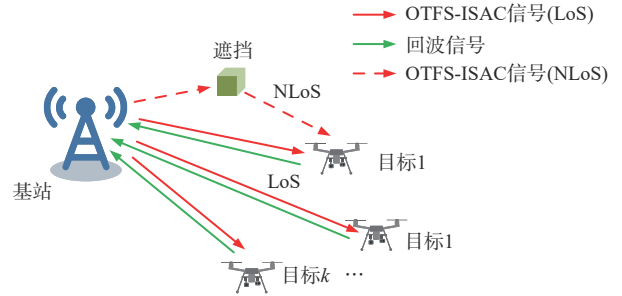 OTFS-ISAC信号(LoS)
回波信号
OTFS-ISAC信号(NLoS)
遮挡
NLoS
目标1
LoS
基站
目标1
目标k …